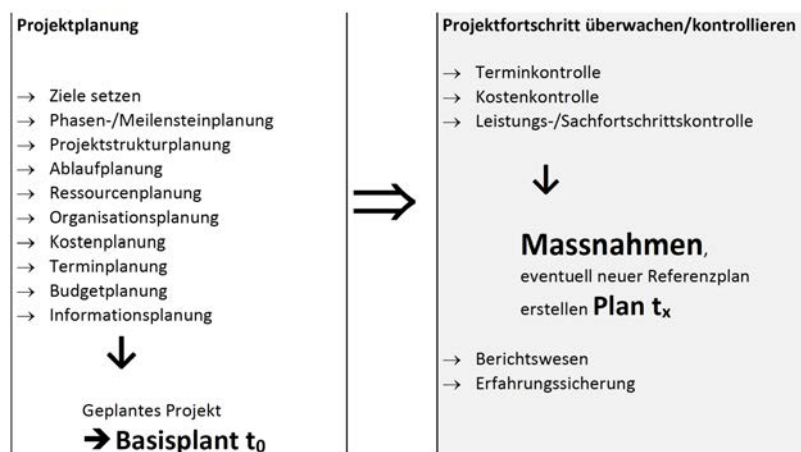 Projektplanung
→ Ziele setzen
→ Phasen-/Meilensteinplanung
→ Projektstrukturplanung
→ Ablaufplanung
→ Ressourcenplanung
→ Organisationsplanung
→ Kostenplanung
→ Terminplanung
→ Budgetplanung
→ Informationsplanung
Geplantes Projekt
➔ Basisplant t₀
Projektfortschritt überwachen/kontrollieren
→ Terminkontrolle
→ Kostenkontrolle
→ Leistungs-/Sachfortschrittskontrolle
Massnahmen,
eventuell neuer Referenzplan
erstellen Plan tₓ
→ Berichtswesen
→ Erfahrungssicherung